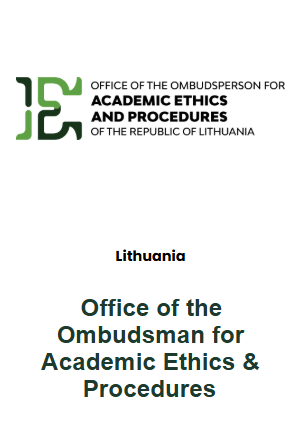 OFFICE OF THE OMBUDSPERSON FOR
ACADEMIC ETHICS
AND PROCEDURES
OF THE REPUBLIC OF LITHUANIA
Lithuania
Office of the
Ombudsman for
Academic Ethics &
Procedures